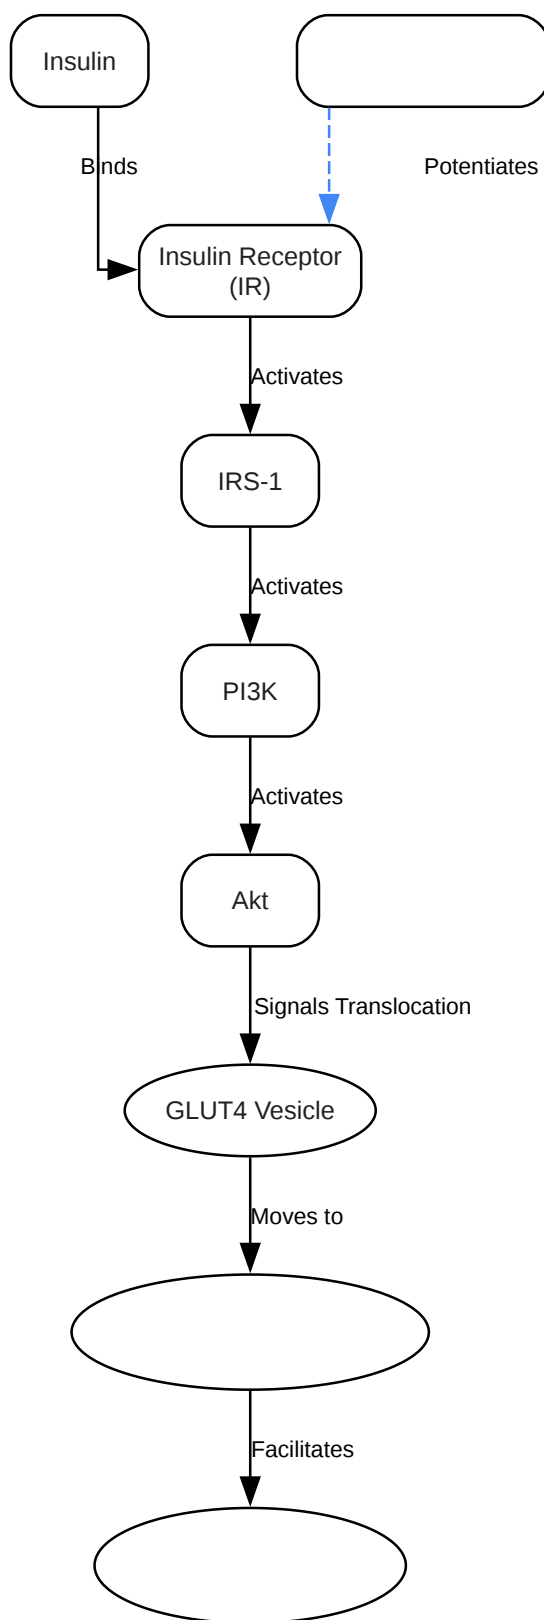 Insulin
Binds
Potentiates
Insulin Receptor
(IR)
Activates
IRS-1
Activates
PI3K
Activates
Akt
Signals Translocation
GLUT4 Vesicle
Moves to
Facilitates